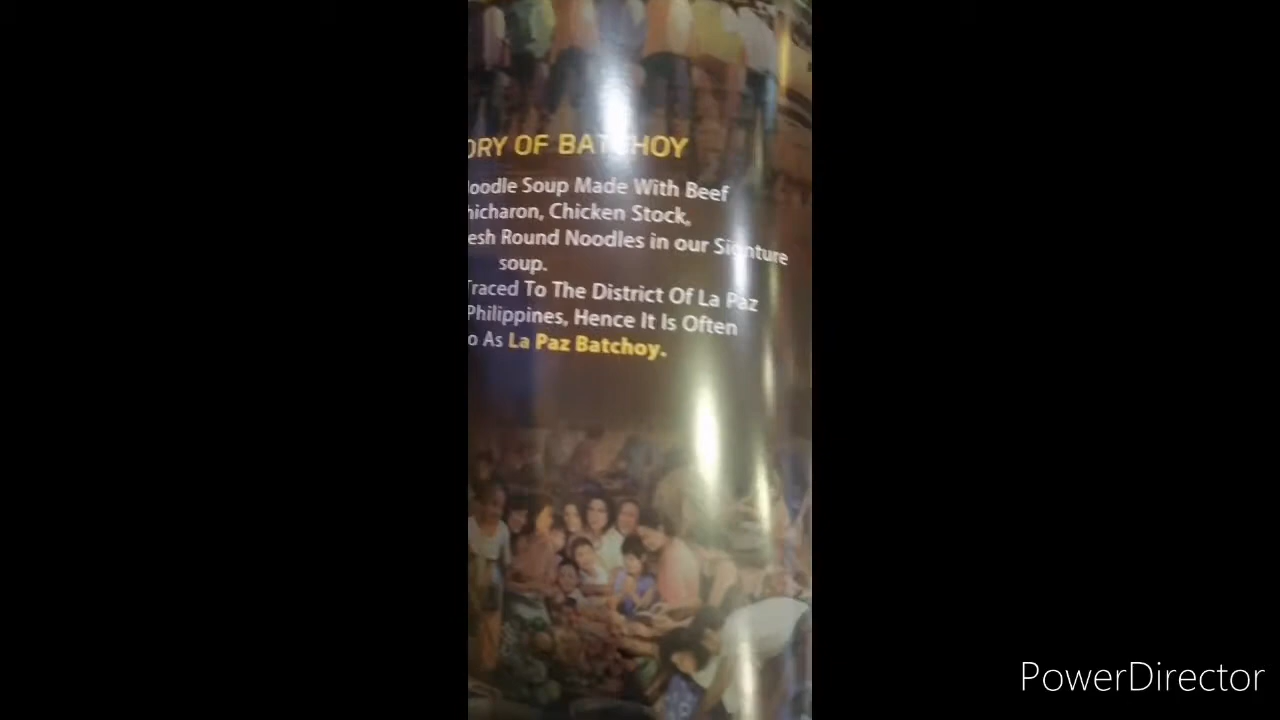 ORY OF BATCHOY
oodle Soup Made With Beef
hicharon, Chicken Stock,
esh Round Noodles in our Signture
soup.
Traced To The District Of La Paz
Philippines, Hence It Is Often
o As La Paz Batchoy.
PowerDirector